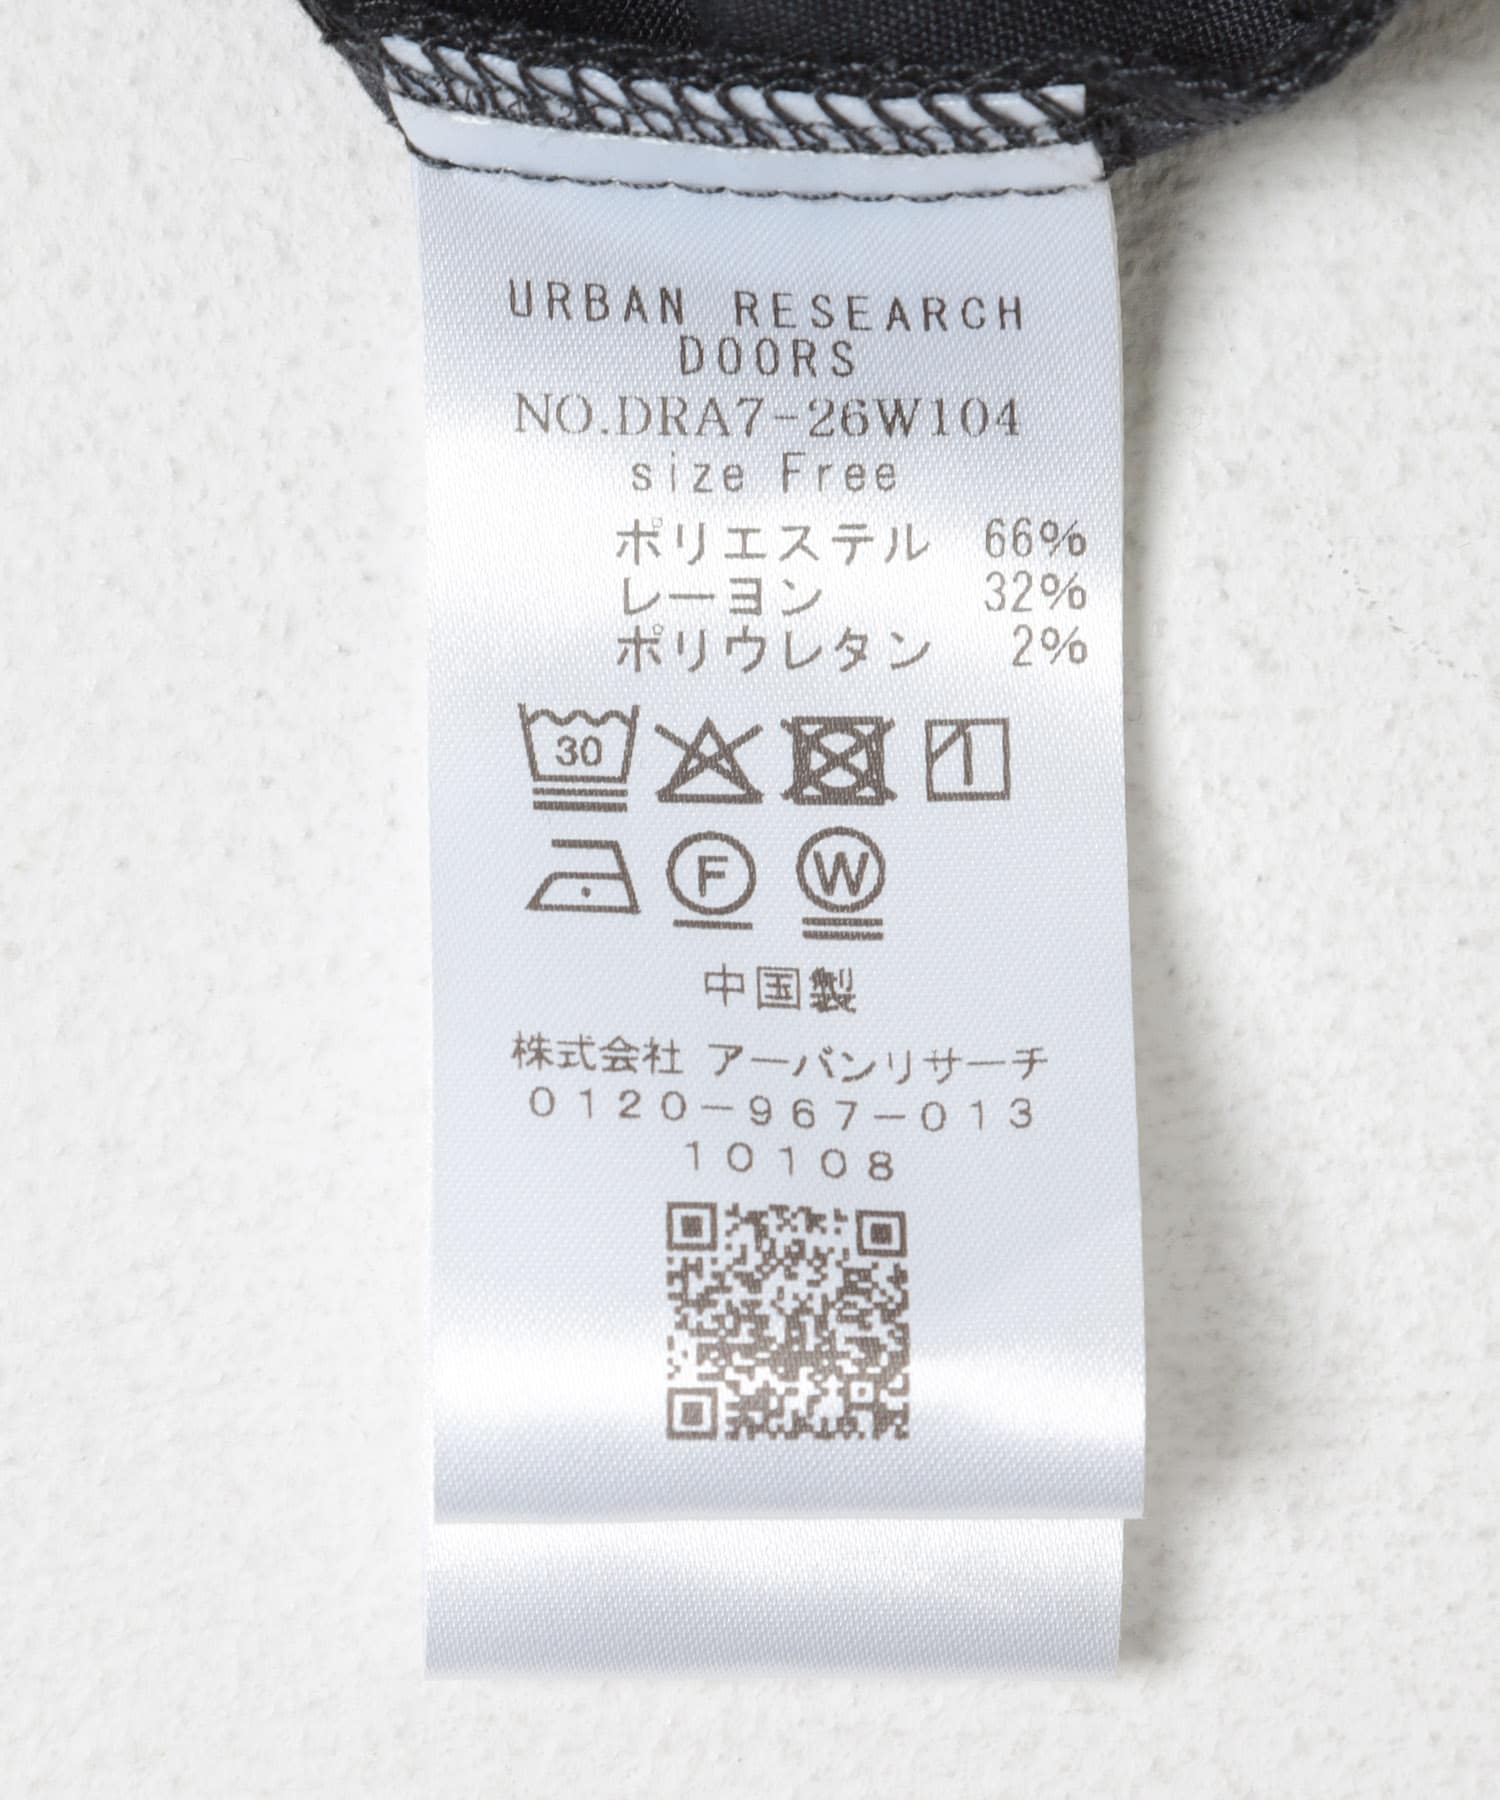 URBAN RESEARCH
DOORS
NO.DRA7-26W104
size Free
ポリエステル 66%
レーヨン 32%
ポリウレタン 2%
30
F W
中国製
株式会社 アーバンリサーチ
0120-967-013
10108